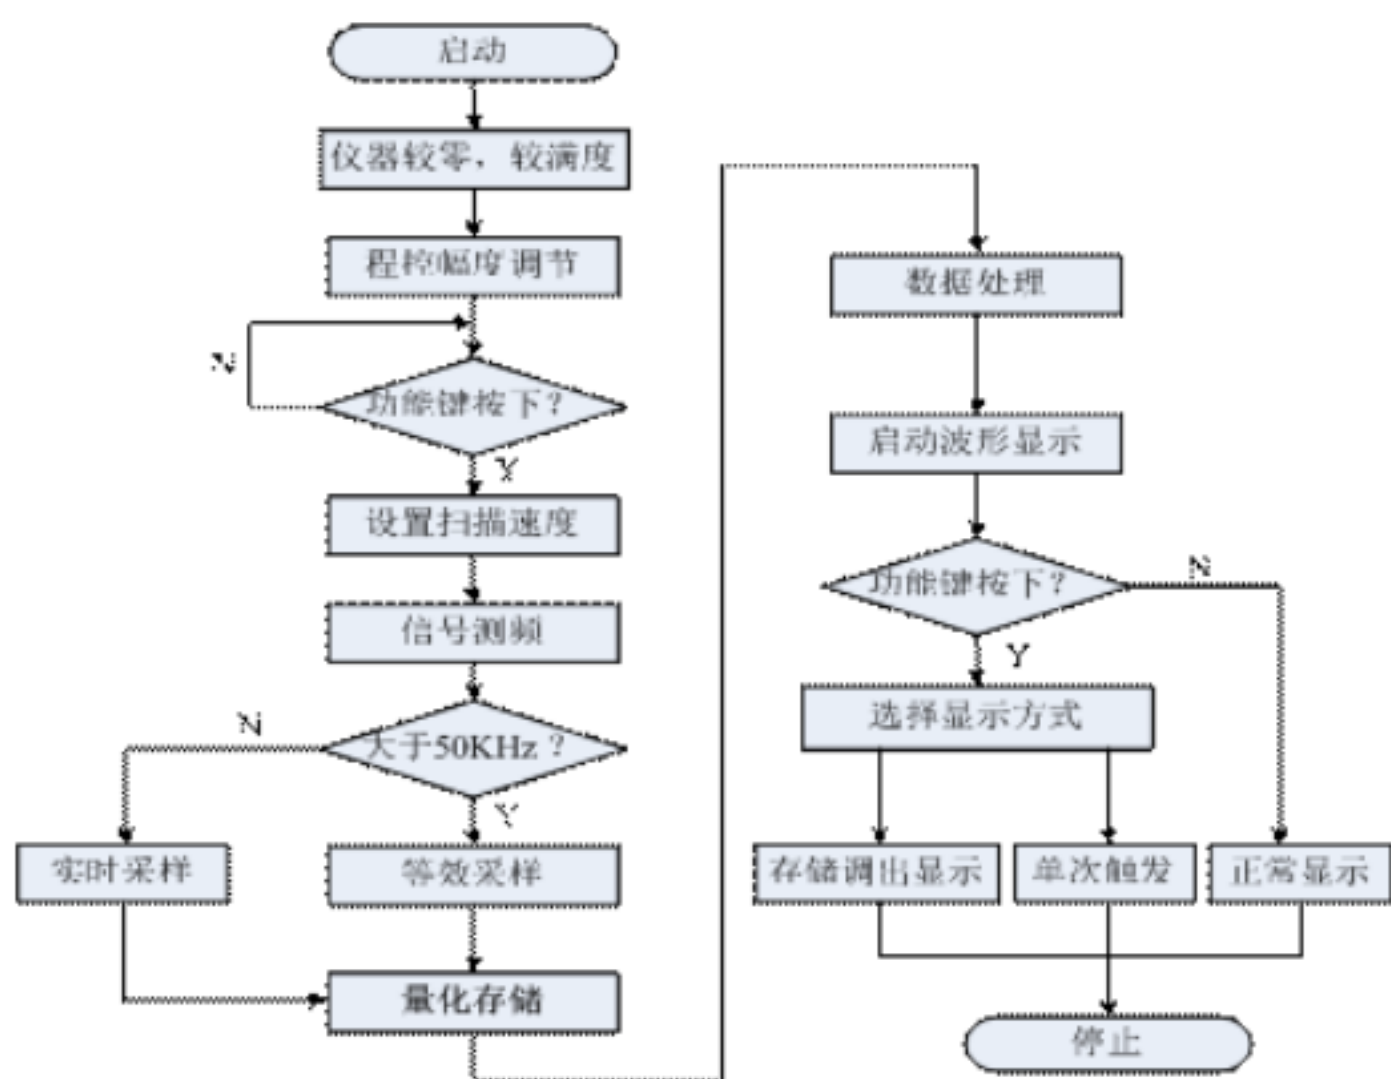 启动
仪器较零，较满度
程控幅度调节
N
功能键按下？
Y
设置扫描速度
信号测频
N
大于50KHz？
Y
实时采样
等效采样
量化存储
数据处理
启动波形显示
功能键按下？
N
Y
选择显示方式
存储调出显示
单次触发
正常显示
停止